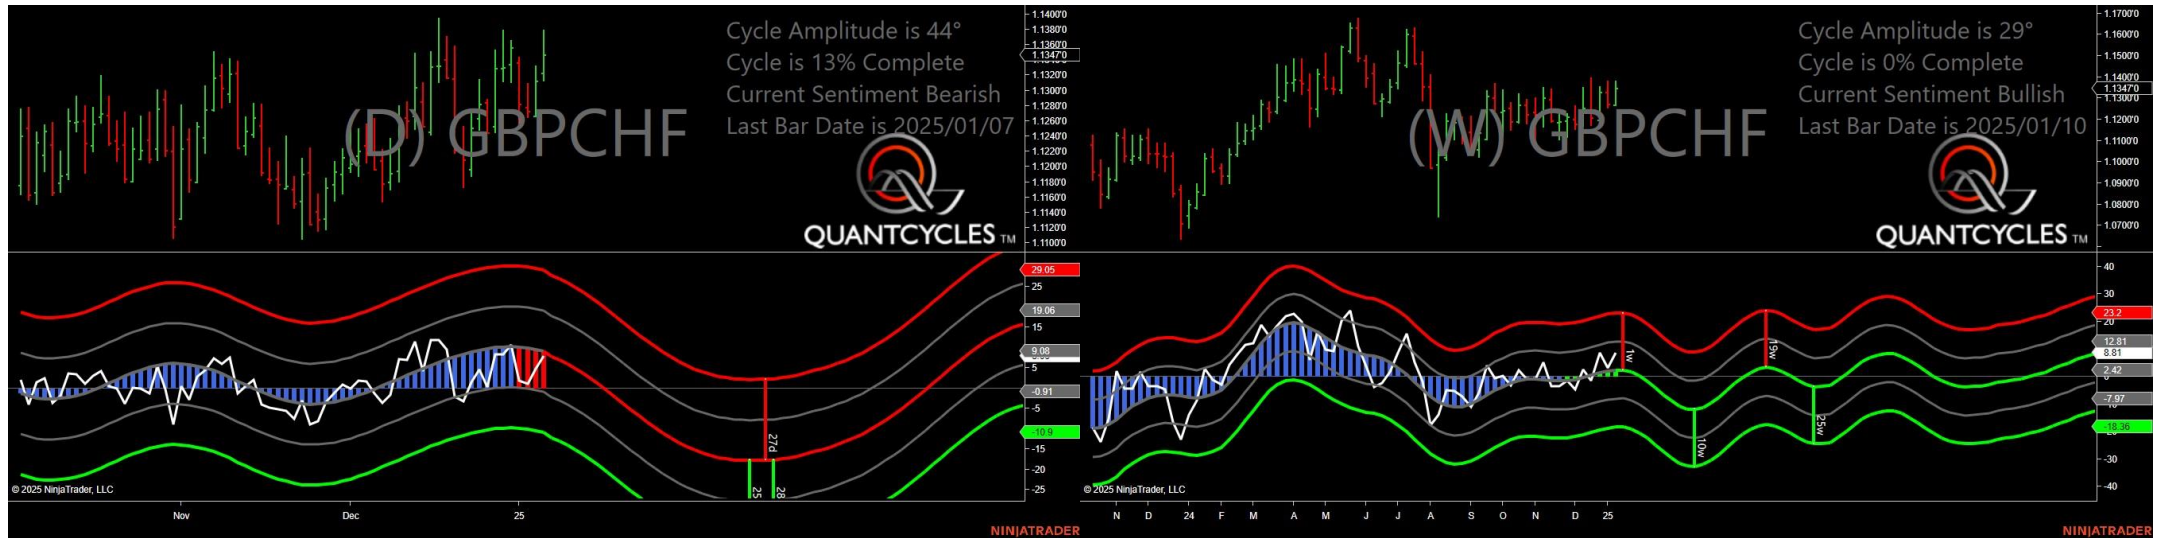 Cycle Amplitude is 44°
Cycle is 13% Complete
Current Sentiment Bearish
Last Bar Date is 2025/01/07
(D) GBPCHF
QUANTCYCLES TM
1.1400'0
1.1380'0
1.1360'0
1.1347'0
1.1320'0
1.1300'0
1.1280'0
1.1260'0
1.1240'0
1.1220'0
1.1200'0
1.1180'0
1.1160'0
1.1140'0
1.1120'0
1.1100'0
29.05
25
19.06
15
9.08
5
-0.91
-5
-10.9
-15
-20
-25
27d
25
28
© 2025 NinjaTrader, LLC
Nov Dec 25
NINJATRADER
Cycle Amplitude is 29°
Cycle is 0% Complete
Current Sentiment Bullish
Last Bar Date is 2025/01/10
(W) GBPCHF
QUANTCYCLES TM
1.1700'0
1.1600'0
1.1500'0
1.1400'0
1.1347'0
1.1300'0
1.1200'0
1.1100'0
1.1000'0
1.0900'0
1.0800'0
1.0700'0
40
30
23.2
20
12.81
8.81
2.42
-7.97
-18.36
-30
-40
1w
19w
10w
25w
© 2025 NinjaTrader, LLC
N D 24 F M A M J J A S O N D 25
NINJATRADER